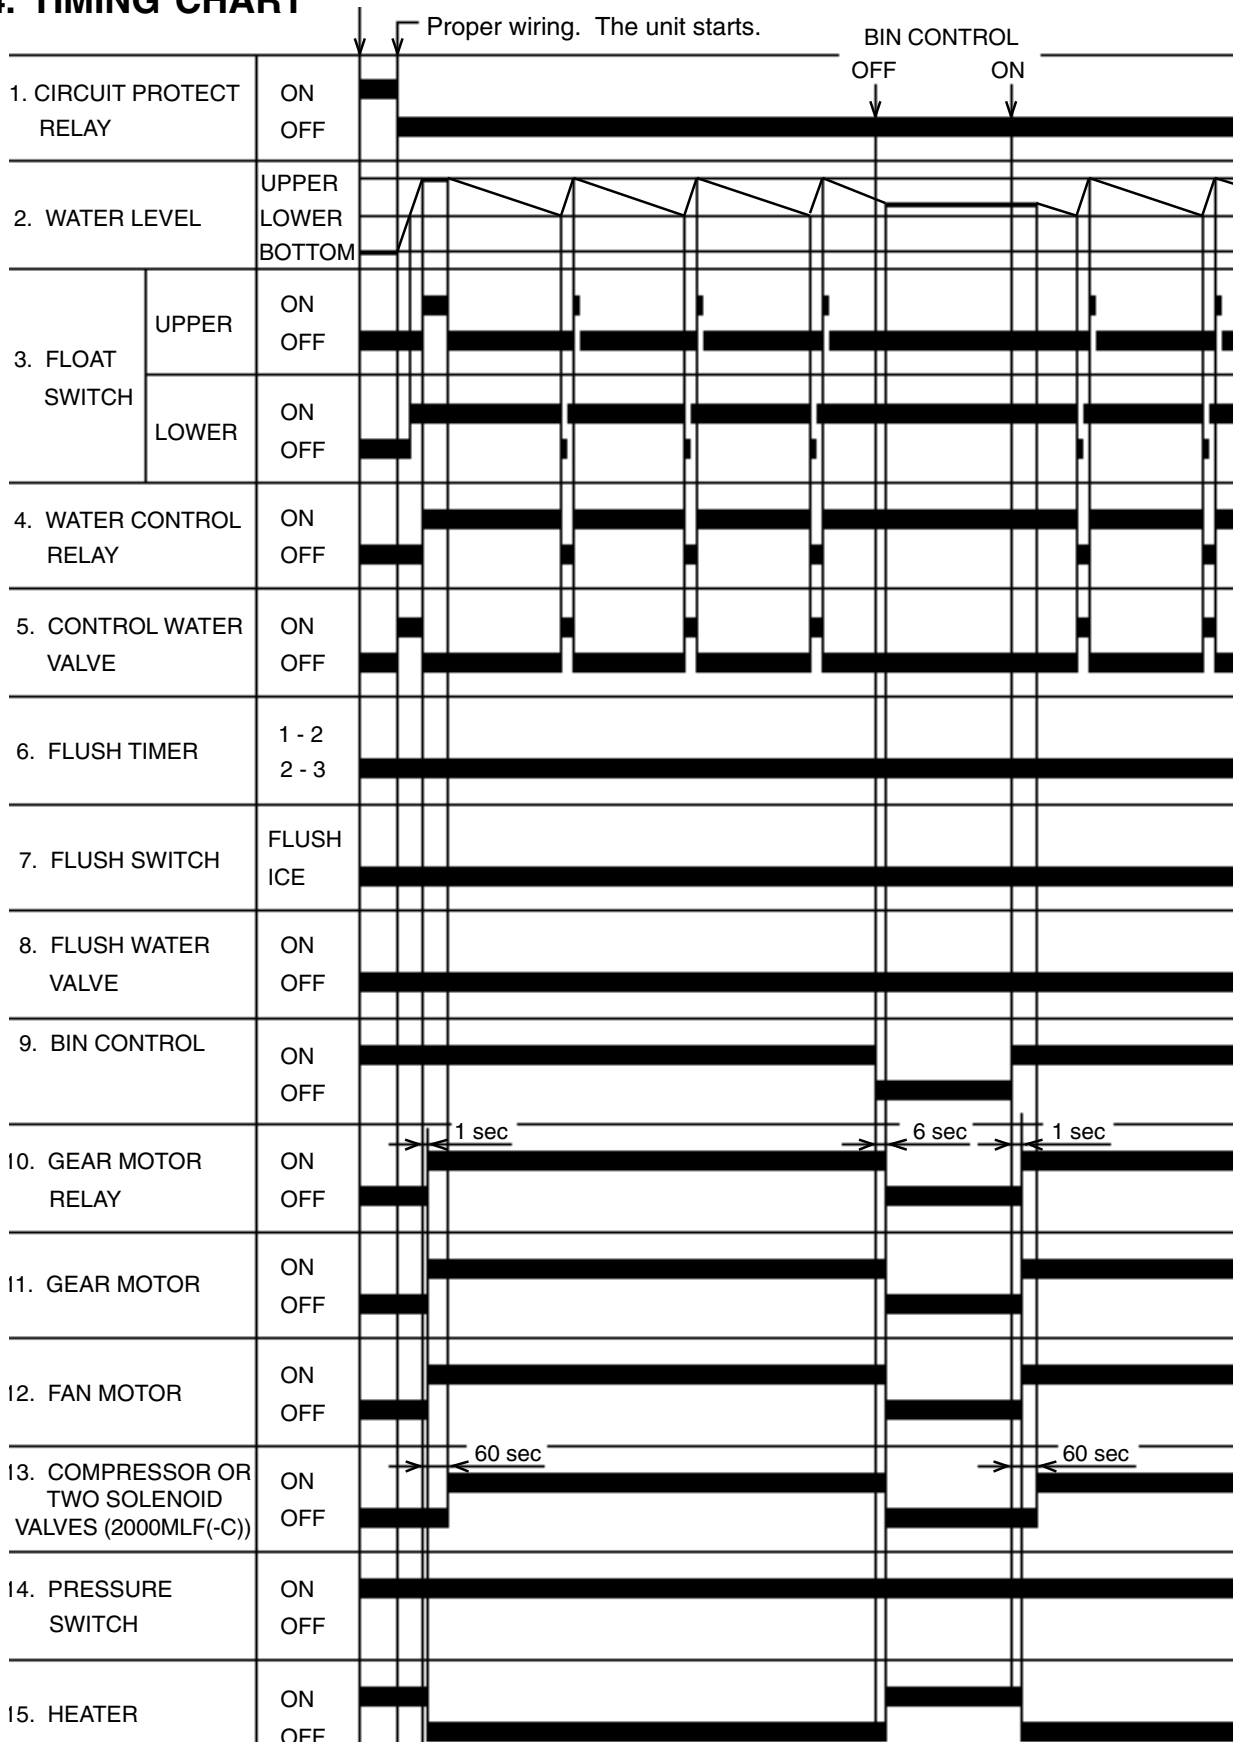 4. TIMING CHART
Proper wiring. The unit starts.
BIN CONTROL
OFF ON
1. CIRCUIT PROTECT
RELAY
ON
OFF
2. WATER LEVEL
UPPER
LOWER
BOTTOM
3. FLOAT
SWITCH
UPPER
ON
OFF
LOWER
ON
OFF
4. WATER CONTROL
RELAY
ON
OFF
5. CONTROL WATER
VALVE
ON
OFF
6. FLUSH TIMER
1 - 2
2 - 3
7. FLUSH SWITCH
FLUSH
ICE
8. FLUSH WATER
VALVE
ON
OFF
9. BIN CONTROL
ON
OFF
1 sec 6 sec 1 sec
10. GEAR MOTOR
RELAY
ON
OFF
11. GEAR MOTOR
ON
OFF
12. FAN MOTOR
ON
OFF
60 sec 60 sec
13. COMPRESSOR OR
TWO SOLENOID
VALVES (2000MLF(-C))
ON
OFF
14. PRESSURE
SWITCH
ON
OFF
15. HEATER
ON
OFF